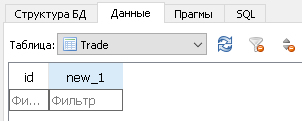 Структура БД Данные Прагмы SQL
Таблица: Trade
id new_1
Фи... Фильтр